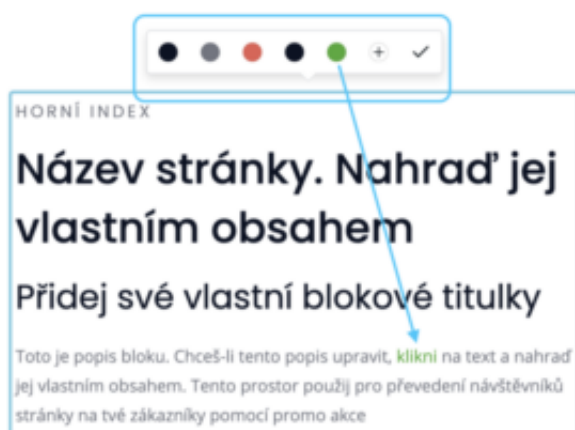 HORNÍ INDEX
Název stránky. Nahraď jej
vlastním obsahem
Přidej své vlastní blokové titulky
Toto je popis bloku. Chceš-li tento popis upravit, klikni na text a nahraď
jej vlastním obsahem. Tento prostor použij pro převedení návštěvníků
stránky na tvé zákazníky pomocí promo akce